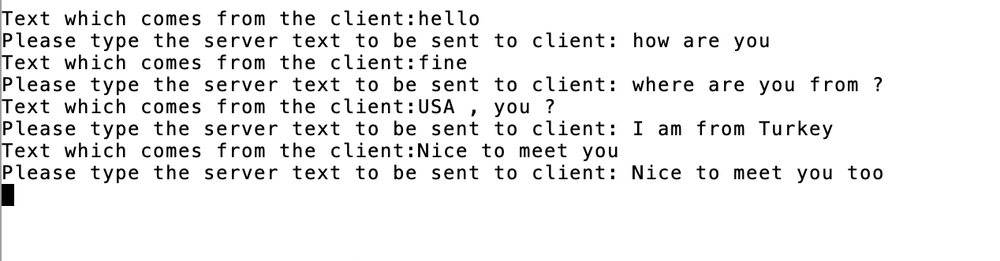 Text which comes from the client:hello
Please type the server text to be sent to client: how are you
Text which comes from the client:fine
Please type the server text to be sent to client: where are you from ?
Text which comes from the client:USA , you ?
Please type the server text to be sent to client: I am from Turkey
Text which comes from the client:Nice to meet you
Please type the server text to be sent to client: Nice to meet you too